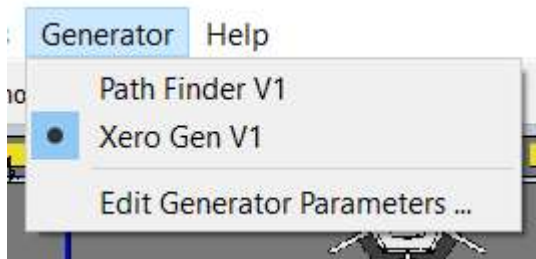 Generator Help
Path Finder V1
Xero Gen V1
Edit Generator Parameters ...